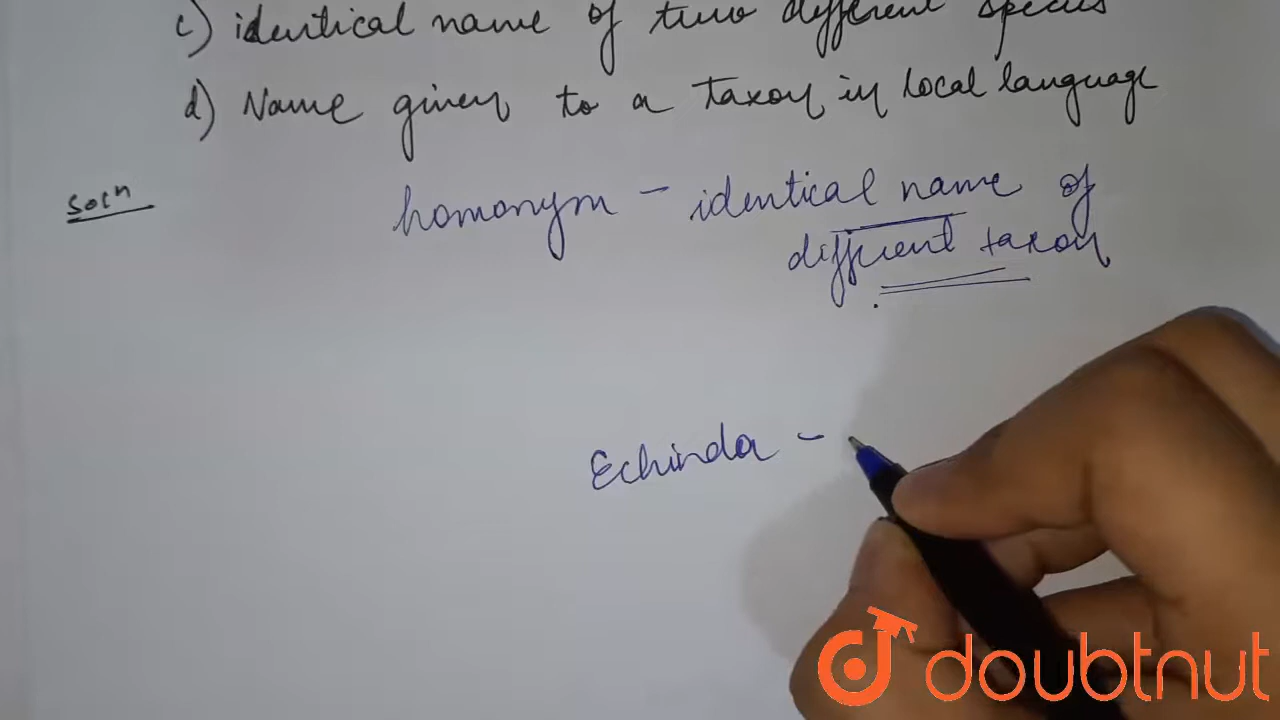 c) identical name of two different species
d) Name given to a taxon in local language
Solⁿ
homonym - identical name of
different taxon
Echinda -
doubtnut